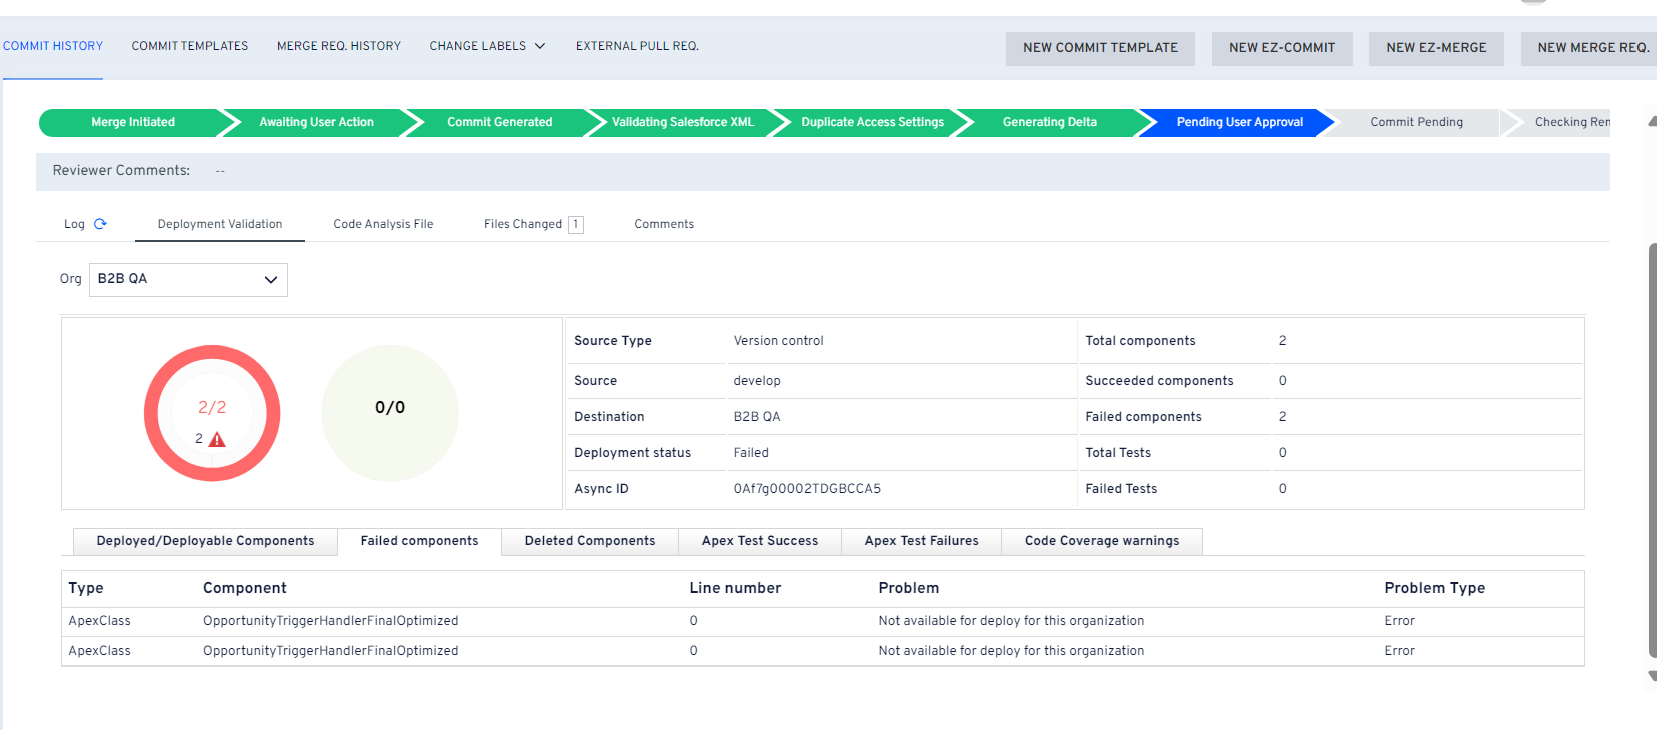 COMMIT HISTORY COMMIT TEMPLATES MERGE REQ. HISTORY CHANGE LABELS EXTERNAL PULL REQ. NEW COMMIT TEMPLATE NEW EZ-COMMIT NEW EZ-MERGE NEW MERGE REQ.
Merge Initiated Awaiting User Action Commit Generated Validating Salesforce XML Duplicate Access Settings Generating Delta Pending User Approval Commit Pending Checking Ren
Reviewer Comments: --
Log Deployment Validation Code Analysis File Files Changed 1 Comments
Org B2B QA
2/2
2
0/0
Source Type Version control Total components 2
Source develop Succeeded components 0
Destination B2B QA Failed components 2
Deployment status Failed Total Tests 0
Async ID 0Af7g00002TDGBCCA5 Failed Tests 0
Deployed/Deployable Components Failed components Deleted Components Apex Test Success Apex Test Failures Code Coverage warnings
Type Component Line number Problem Problem Type
ApexClass OpportunityTriggerHandlerFinalOptimized 0 Not available for deploy for this organization Error
ApexClass OpportunityTriggerHandlerFinalOptimized 0 Not available for deploy for this organization Error